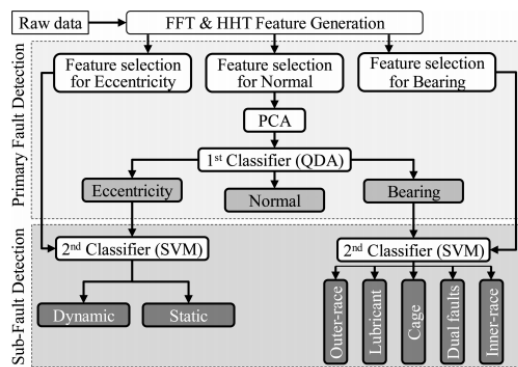 Raw data
FFT & HHT Feature Generation
Primary Fault Detection
Feature selection
for Eccentricity
Feature selection
for Normal
Feature selection
for Bearing
PCA
1st Classifier (QDA)
Eccentricity
Normal
Bearing
Sub-Fault Detection
2nd Classifier (SVM)
2nd Classifier (SVM)
Dynamic
Static
Outer-race
Lubricant
Cage
Dual faults
Inner-race